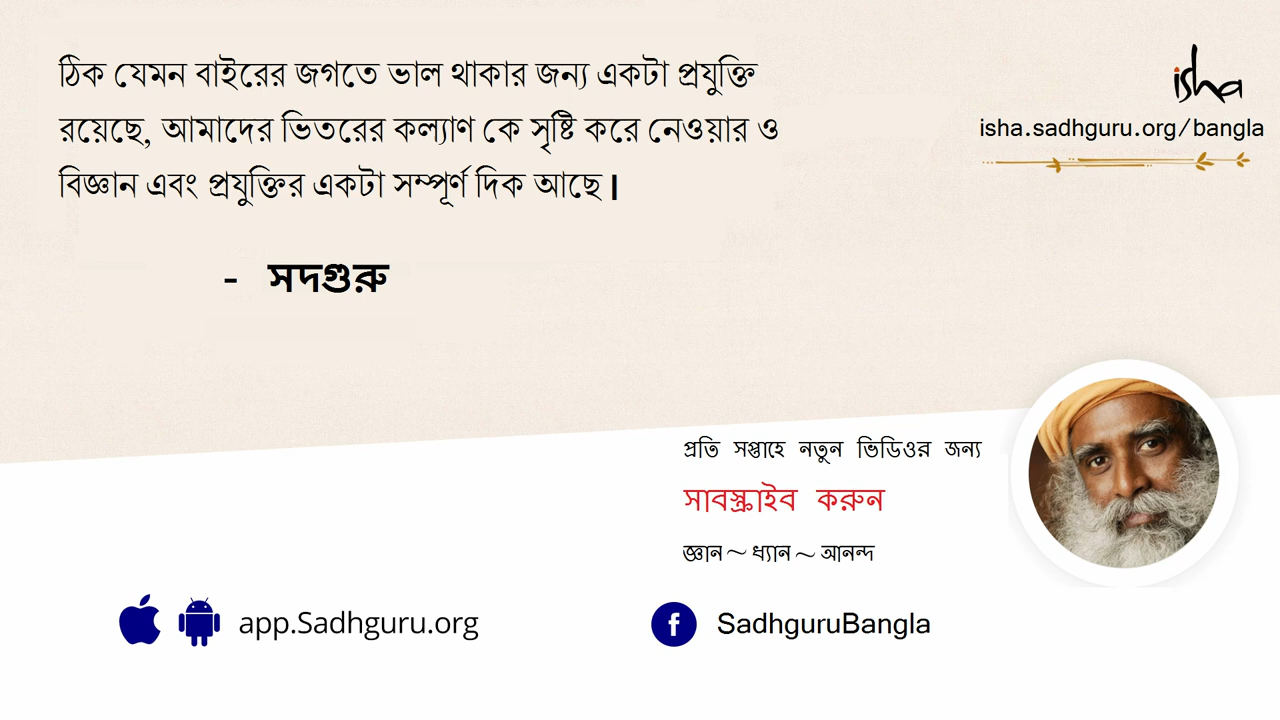 ঠিক যেমন বাইরের জগতে ভাল থাকার জন্য একটা প্রযুক্তি
রয়েছে, আমাদের ভিতরের কল্যাণ কে সৃষ্টি করে নেওয়ার ও
বিজ্ঞান এবং প্রযুক্তির একটা সম্পূর্ণ দিক আছে।
- সদগুরু
isha
isha.sadhguru.org/bangla
প্রতি সপ্তাহে নতুন ভিডিওর জন্য
সাবস্ক্রাইব করুন
জ্ঞান ~ ধ্যান ~ আনন্দ
app.Sadhguru.org
f SadhguruBangla